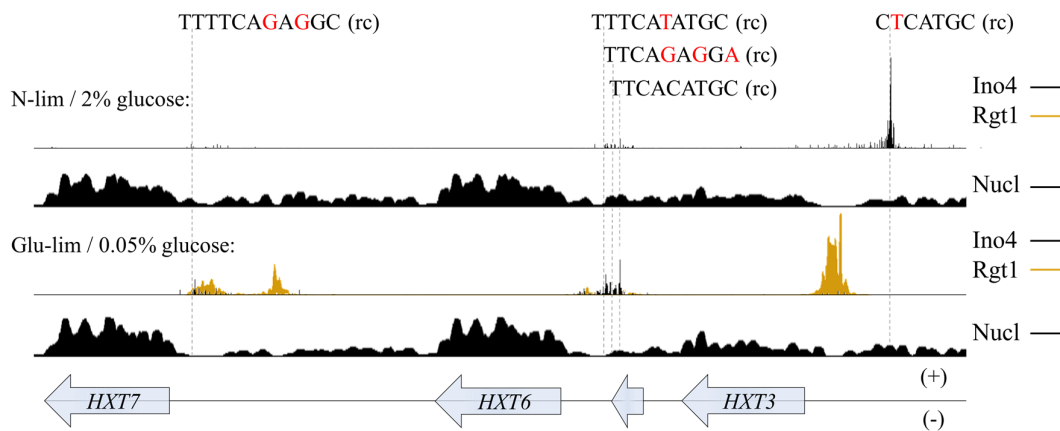 TTTTCAGAGGC (rc) TTTCATATGC (rc) CTCATGC
TTCAGAGGA (rc)
N-lim / 2% glucose: TTCACATGC (rc) Ino4
Rgt1
Nucl
Glu-lim / 0.05% glucose: Ino4
Rgt1
Nucl
(+)
HXT7 HXT6 HXT3
(-)